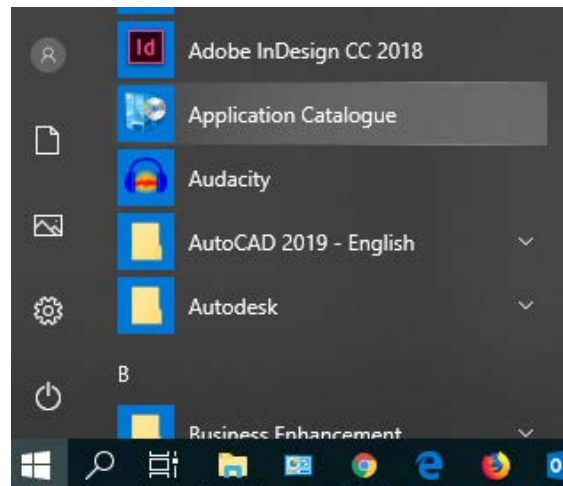 Id
Adobe InDesign CC 2018
Application Catalogue
Audacity
AutoCAD 2019 - English
Autodesk
B
Business Enhancement